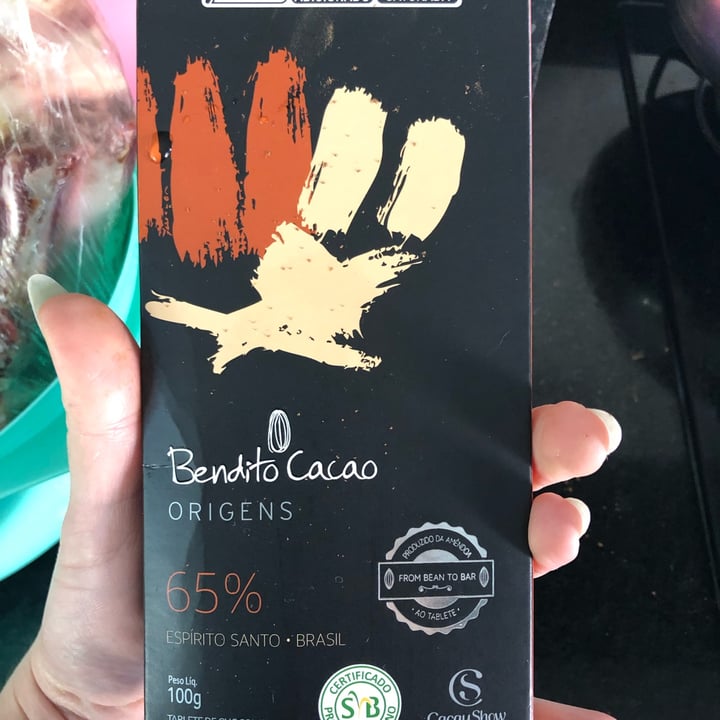 Bendito Cacao
ORIGENS
65%
ESPÍRITO SANTO • BRASIL
PRODUZIDO DA AMÊNDOA
FROM BEAN TO BAR
• AO TABLETE •
Peso Líq.
100g
CERTIFICADO
SVB
Cacau Show